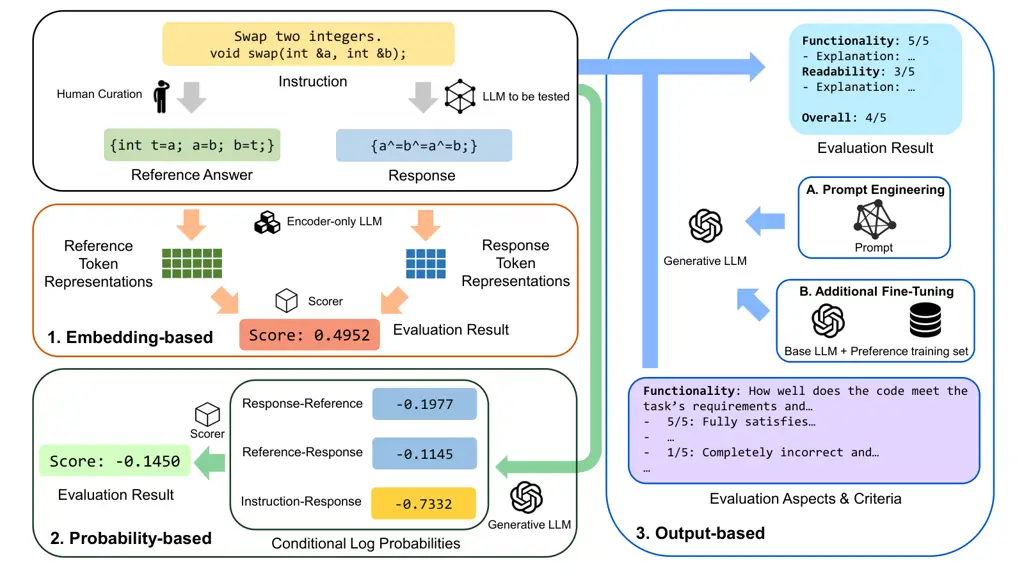 Swap two integers.
void swap(int &a, int &b);
Instruction
Human Curation
LLM to be tested
{int t=a; a=b; b=t;}
{a^=b^=a^=b;}
Reference Answer
Response
Encoder-only LLM
Reference
Token
Representations
Response
Token
Representations
Scorer
Score: 0.4952
Evaluation Result
1. Embedding-based
Response-Reference
-0.1977
Scorer
Reference-Response
-0.1145
Score: -0.1450
Evaluation Result
Instruction-Response
-0.7332
Generative LLM
2. Probability-based
Conditional Log Probabilities
Functionality: 5/5
- Explanation: …
Readability: 3/5
- Explanation: …
Overall: 4/5
Evaluation Result
A. Prompt Engineering
Prompt
Generative LLM
B. Additional Fine-Tuning
Base LLM + Preference training set
Functionality: How well does the code meet the
task’s requirements and…
- 5/5: Fully satisfies…
- …
- 1/5: Completely incorrect and…
…
Evaluation Aspects & Criteria
3. Output-based